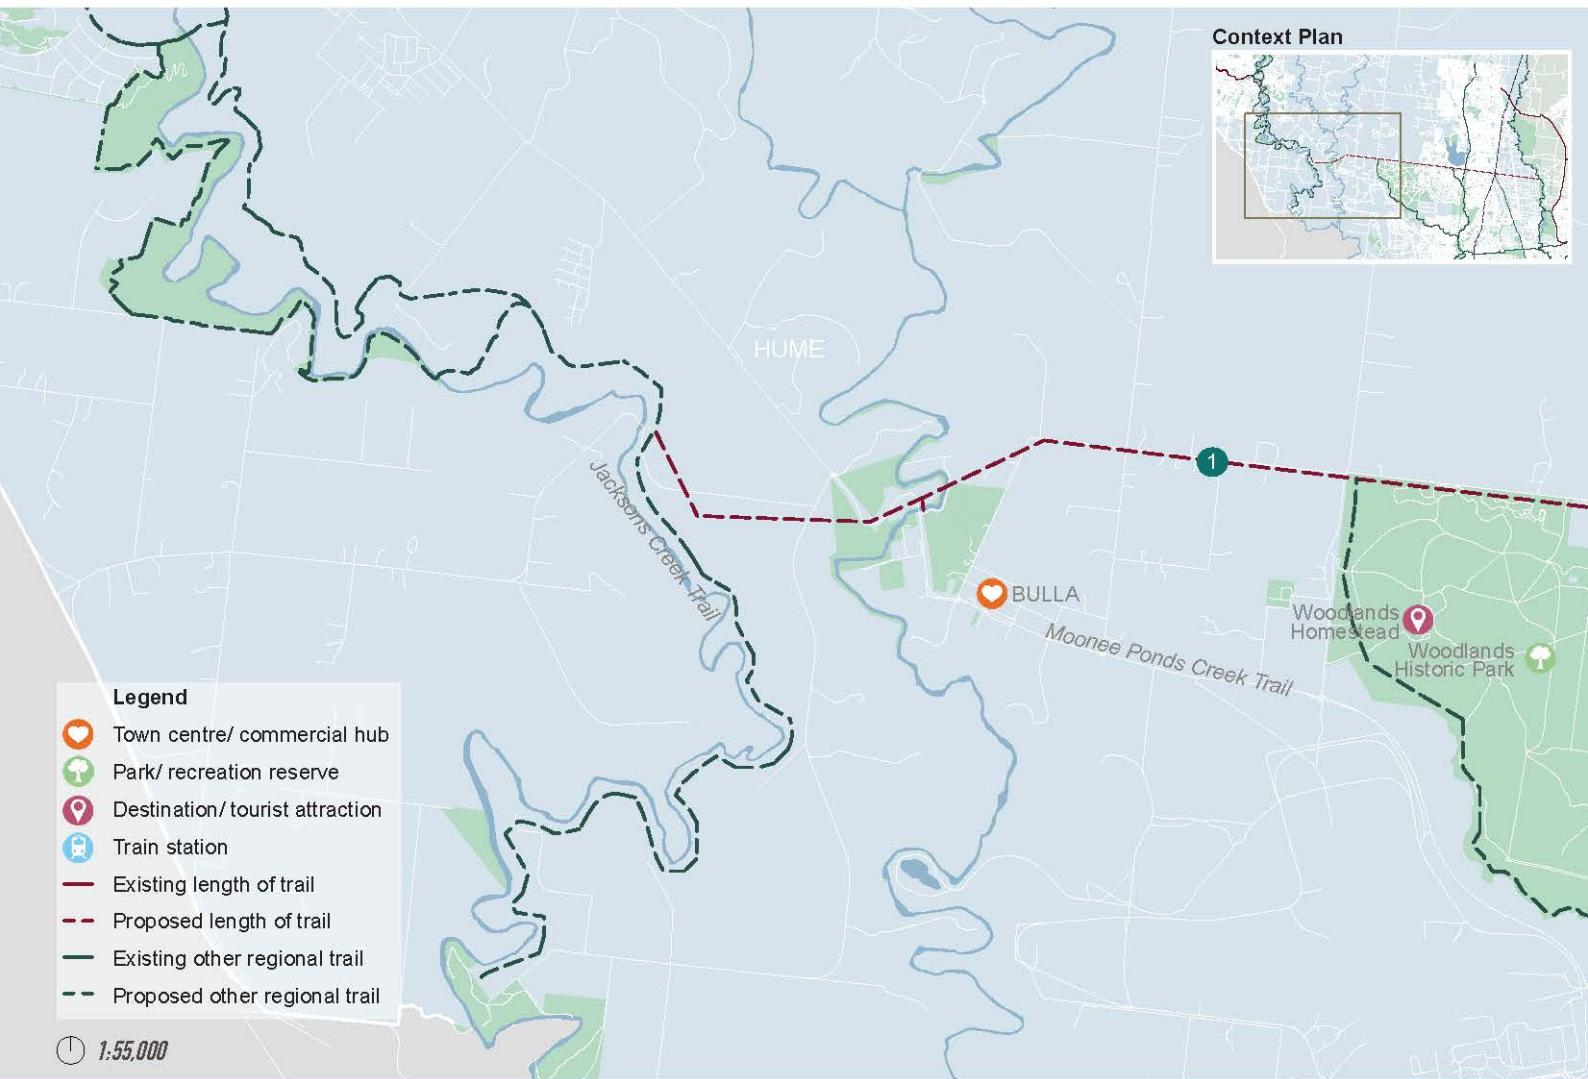 Context Plan
HUME
1
Jacksons Creek Trail
BULLA
Moonee Ponds Creek Trail
Woodlands
Homestead
Woodlands
Historic Park
Legend
Town centre/ commercial hub
Park/ recreation reserve
Destination/ tourist attraction
Train station
Existing length of trail
Proposed length of trail
Existing other regional trail
Proposed other regional trail
1:55,000